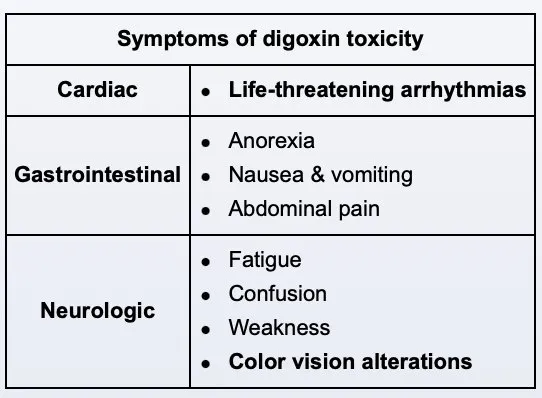 Symptoms of digoxin toxicity
Cardiac
• Life-threatening arrhythmias
Gastrointestinal
• Anorexia
• Nausea & vomiting
• Abdominal pain
Neurologic
• Fatigue
• Confusion
• Weakness
• Color vision alterations